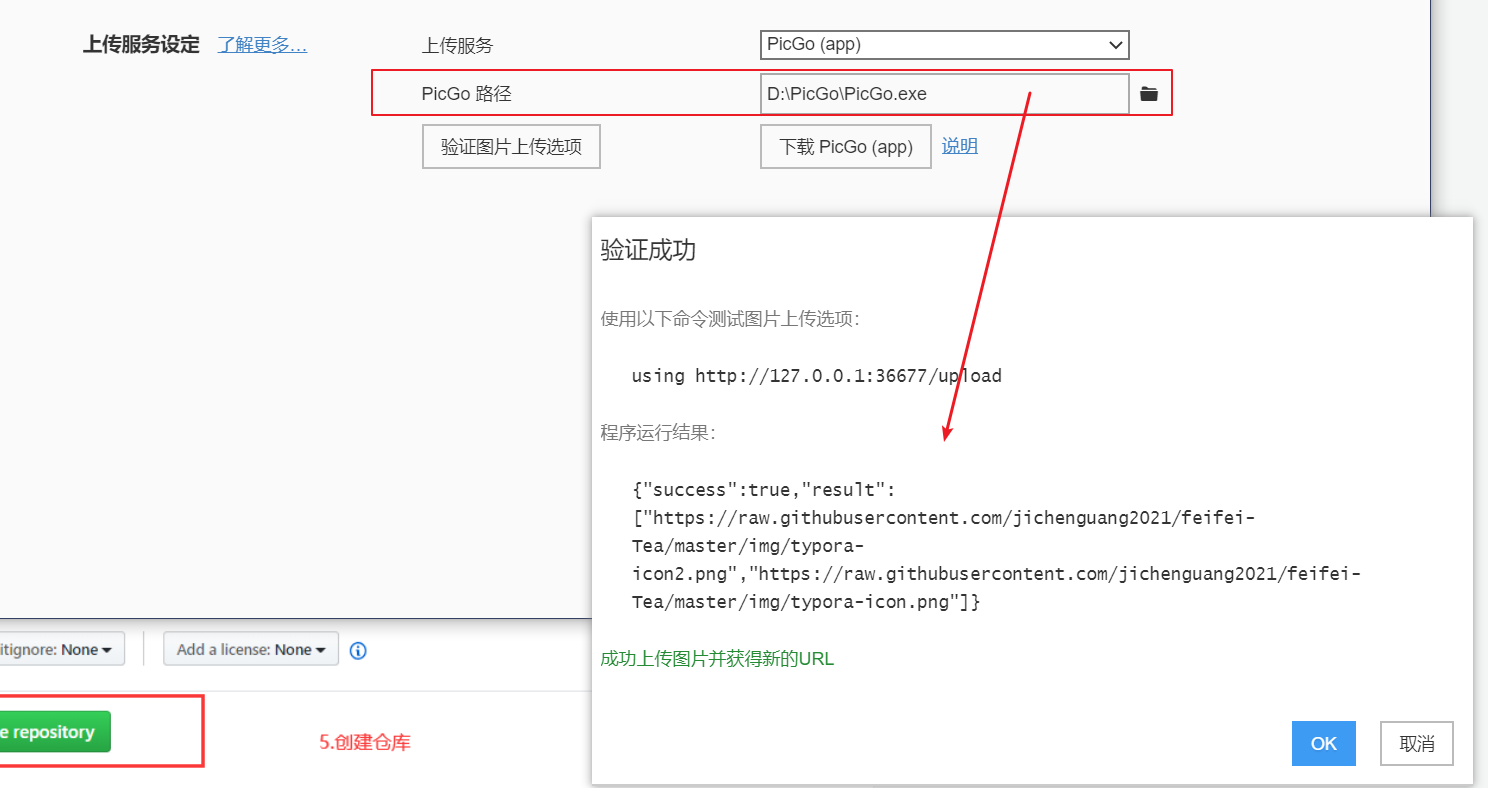 上传服务设定 了解更多... 上传服务 PicGo (app)
PicGo 路径 D:\PicGo\PicGo.exe
验证图片上传选项 下载 PicGo (app) 说明
验证成功
使用以下命令测试图片上传选项:
using http://127.0.0.1:36677/upload
程序运行结果:
{"success":true,"result":
["https://raw.githubusercontent.com/jichenguang2021/feifei-
Tea/master/img/typora-
icon2.png","https://raw.githubusercontent.com/jichenguang2021/feifei-
Tea/master/img/typora-icon.png"]}
成功上传图片并获得新的URL
OK 取消
itignore: None Add a license: None
e repository 5.创建仓库